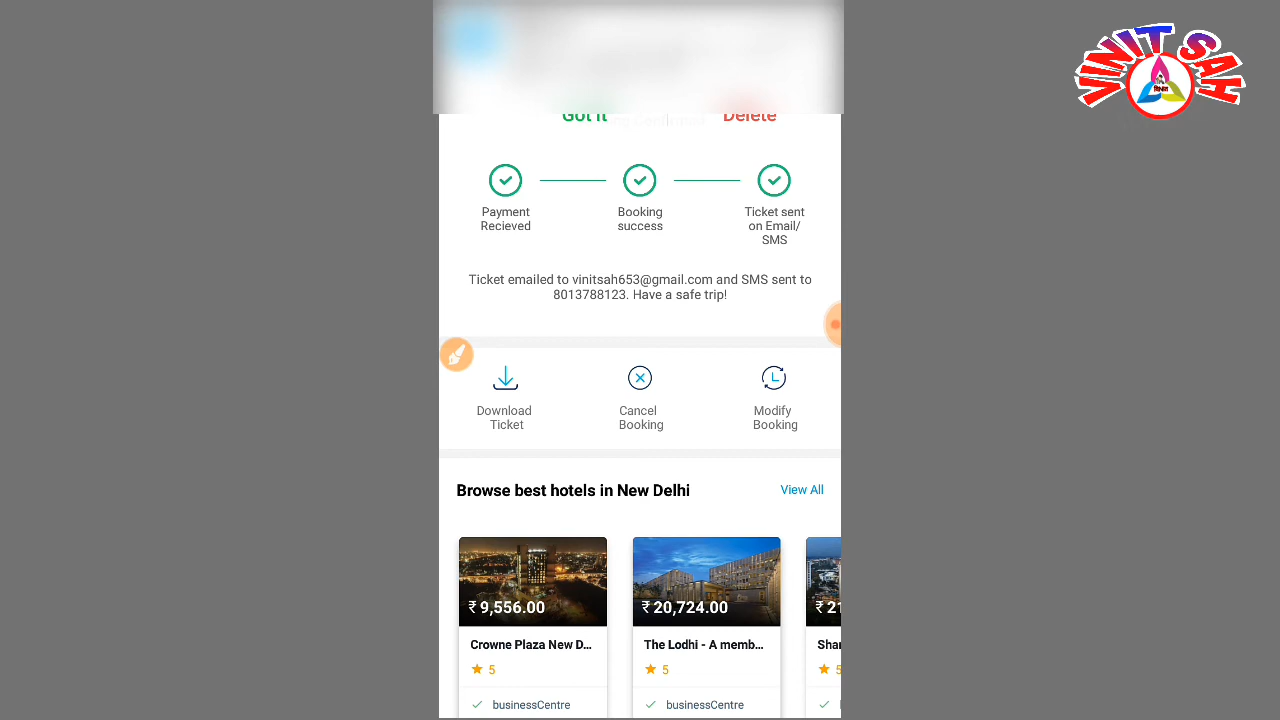 VINIT SAH
विनीत
Got it
Delete
Payment
Recieved
Booking
success
Ticket sent
on Email/
SMS
Ticket emailed to vinitsah653@gmail.com and SMS sent to
8013788123. Have a safe trip!
Download
Ticket
Cancel
Booking
Modify
Booking
Browse best hotels in New Delhi
View All
₹ 9,556.00
₹ 20,724.00
₹ 21
Crowne Plaza New D...
The Lodhi - A memb...
Shan
5
5
5
businessCentre
businessCentre